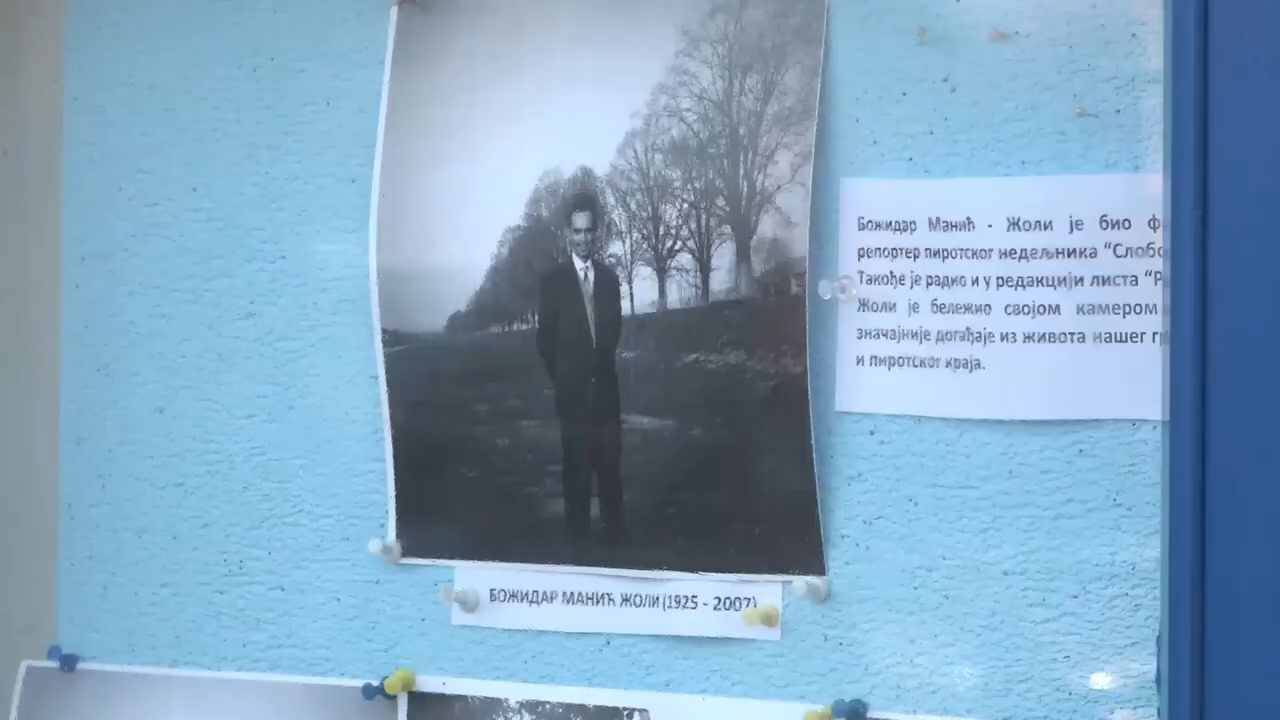 Божидар Манић - Жоли је био
репортер пиротског недељника
Такође је радио и у редакцији листа
Жоли је бележио својом камером
значајније догађаје из живота нашег
и пиротског краја.
БОЖИДАР МАНИЋ ЖОЛИ (1925 - 2007)